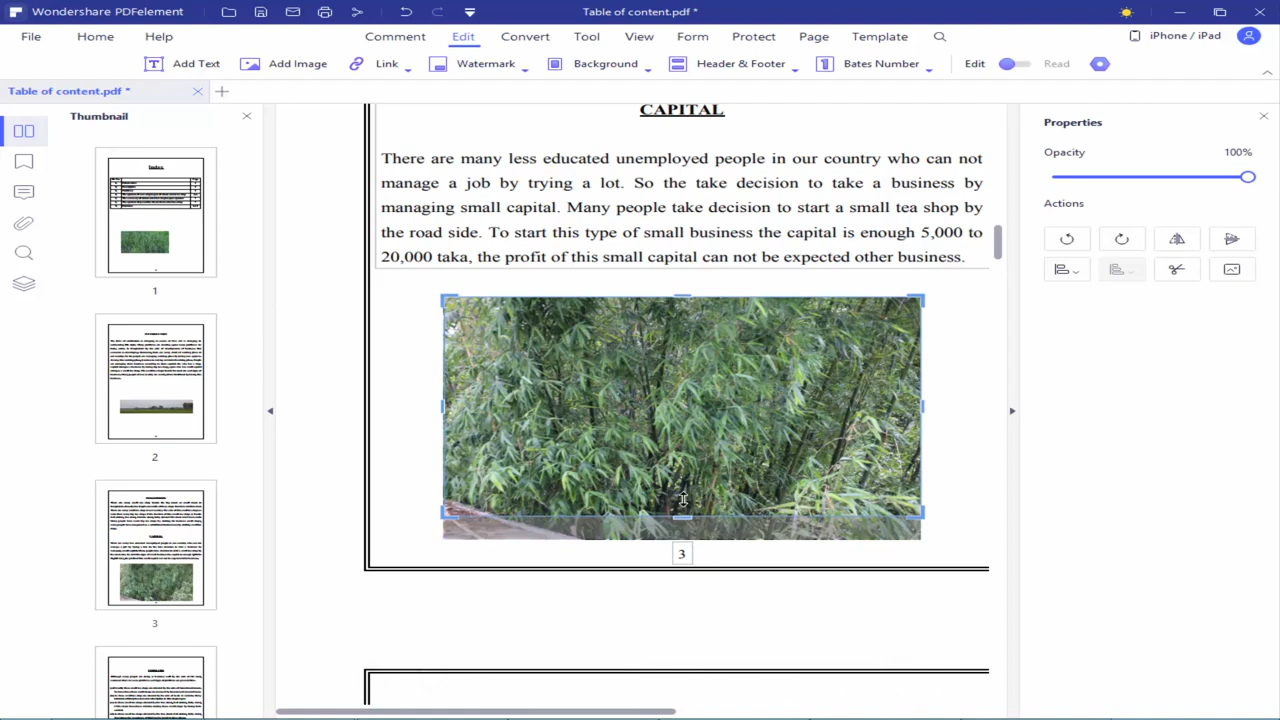 Wondershare PDFelement
Table of content.pdf *
File Home Help Comment Edit Convert Tool View Form Protect Page Template iPhone / iPad
Add Text Add Image Link Watermark Background Header & Footer Bates Number Edit Read
Table of content.pdf *
Thumbnail
Index
1
2
3
CAPITAL
There are many less educated unemployed people in our country who can not
manage a job by trying a lot. So the take decision to take a business by
managing small capital. Many people take decision to start a small tea shop by
the road side. To start this type of small business the capital is enough 5,000 to
20,000 taka, the profit of this small capital can not be expected other business.
3
Properties
Opacity 100%
Actions